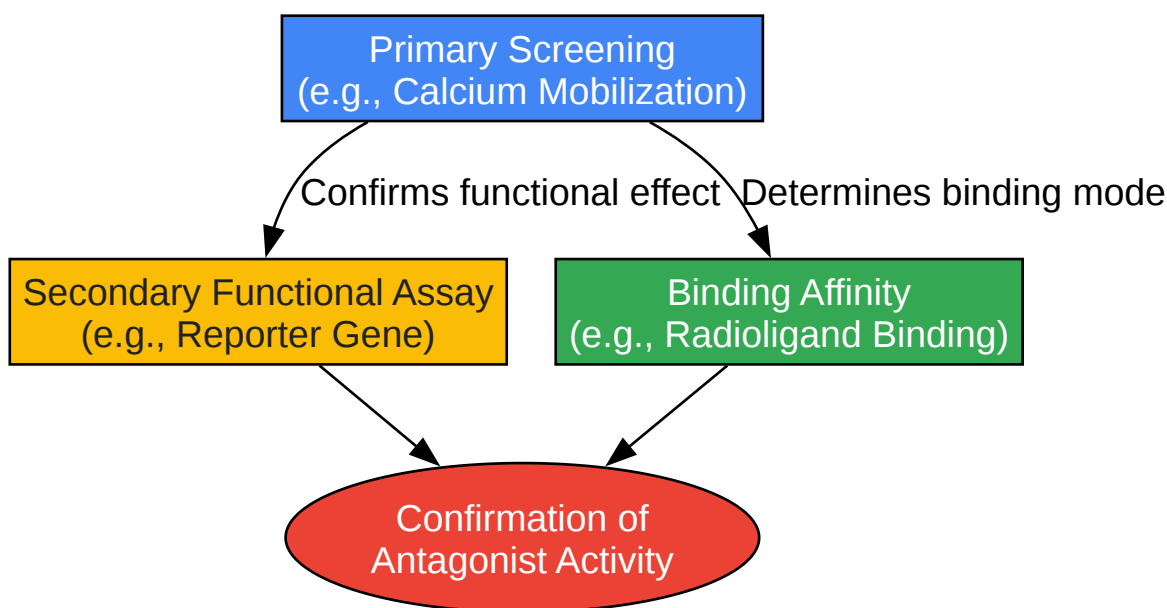 Primary Screening
(e.g., Calcium Mobilization)
Confirms functional effect
Determines binding mode
Secondary Functional Assay
(e.g., Reporter Gene)
Binding Affinity
(e.g., Radioligand Binding)
Confirmation of
Antagonist Activity